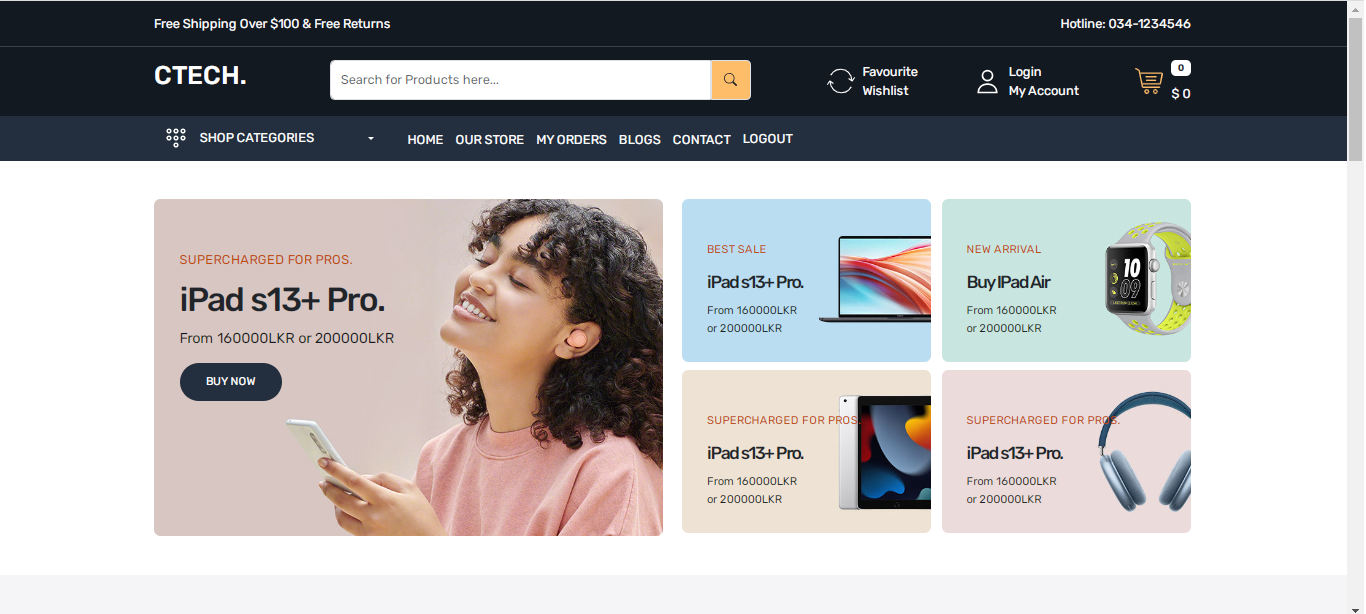 Free Shipping Over $100 & Free Returns
Hotline: 034-1234546
CTECH.
Search for Products here...
Favourite
Wishlist
Login
My Account
0
$ 0
SHOP CATEGORIES
HOME OUR STORE MY ORDERS BLOGS CONTACT LOGOUT
SUPERCHARGED FOR PROS.
iPad s13+ Pro.
From 160000LKR or 200000LKR
BUY NOW
BEST SALE
iPad s13+ Pro.
From 160000LKR
or 200000LKR
NEW ARRIVAL
Buy IPad Air
From 160000LKR
or 200000LKR
10
09
SUPERCHARGED FOR PROS.
iPad s13+ Pro.
From 160000LKR
or 200000LKR
SUPERCHARGED FOR PROS.
iPad s13+ Pro.
From 160000LKR
or 200000LKR